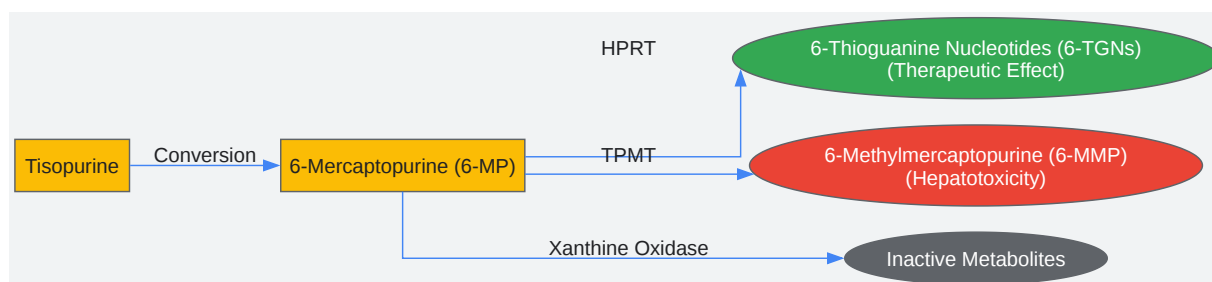 HPRT
6-Thioguanine Nucleotides (6-TGNs)
(Therapeutic Effect)
Tisopurine
Conversion
6-Mercaptopurine (6-MP)
TPMT
6-Methylmercaptopurine (6-MMP)
(Hepatotoxicity)
Xanthine Oxidase
Inactive Metabolites